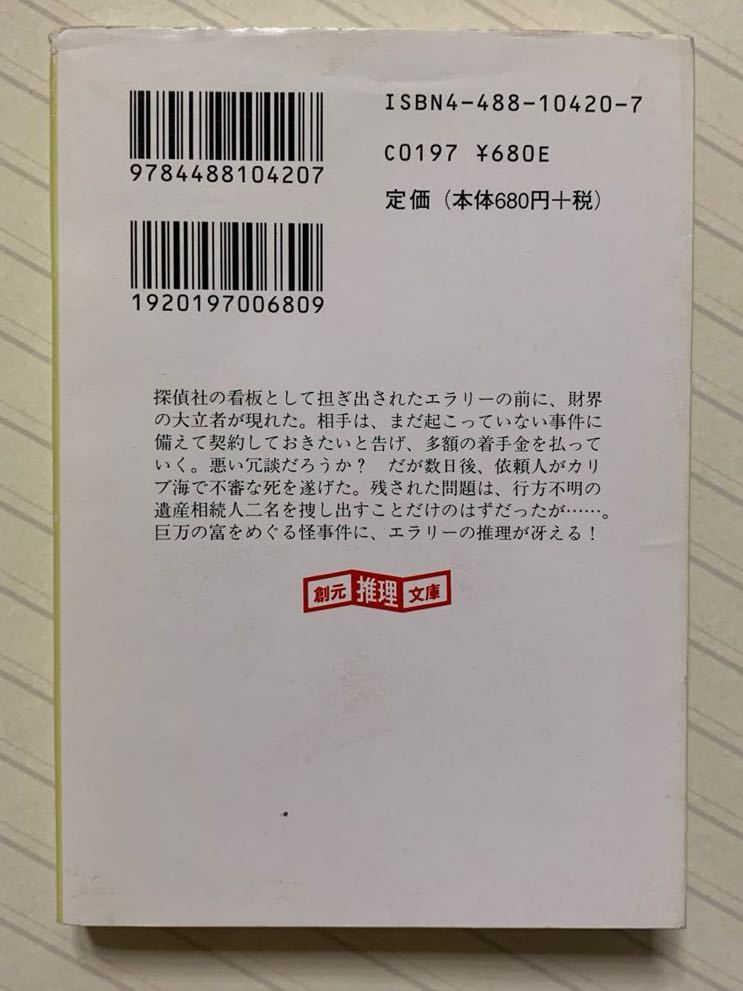 ISBN4-488-10420-7
9784488104207
C0197 ¥680E
定価（本体680円＋税）
1920197006809
探偵社の看板として担ぎ出されたエラリーの前に、財界
の大立者が現れた。相手は、まだ起こっていない事件に
備えて契約しておきたいと告げ、多額の着手金を払って
いく。悪い冗談だろうか？　だが数日後、依頼人がカリ
ブ海で不審な死を遂げた。残された問題は、行方不明の
遺産相続人二名を捜し出すことだけのはずだったが……。
巨万の富をめぐる怪事件に、エラリーの推理が冴える！
創元推理文庫